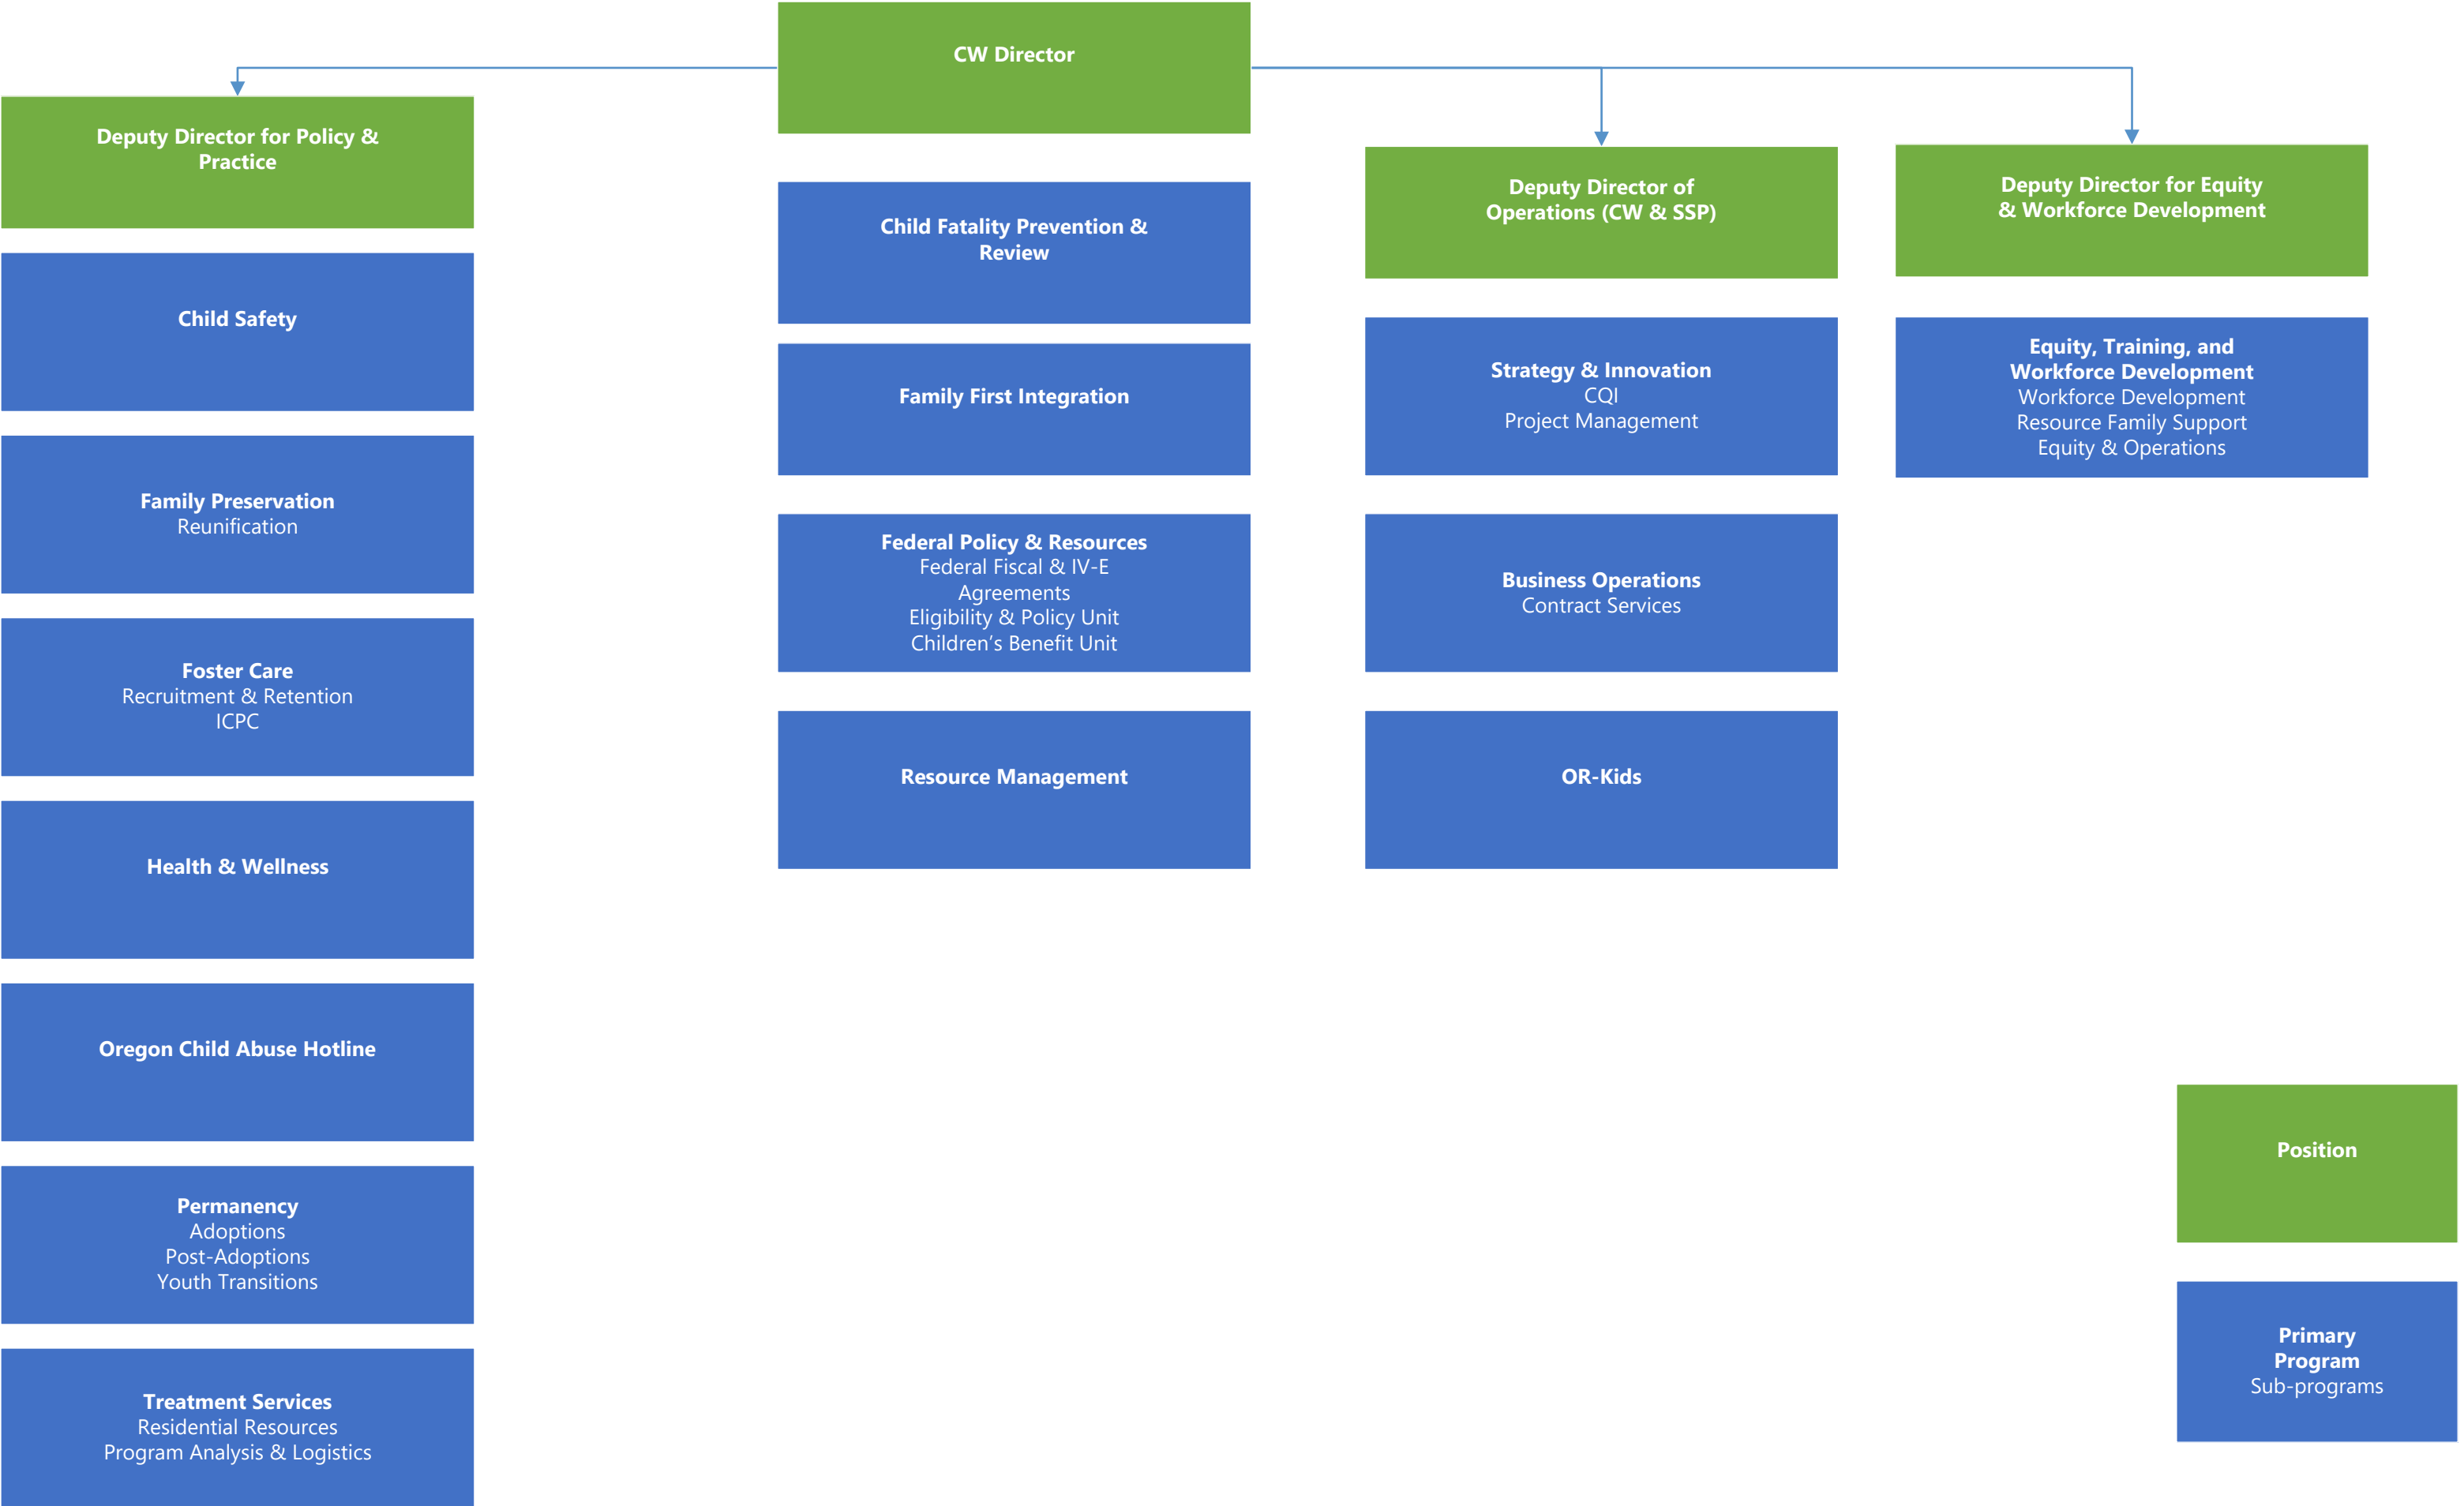 CW Director
Deputy Director for Policy &
Practice
Child Safety
Family Preservation
Reunification
Foster Care
Recruitment & Retention
ICPC
Health & Wellness
Oregon Child Abuse Hotline
Permanency
Adoptions
Post-Adoptions
Youth Transitions
Treatment Services
Residential Resources
Program Analysis & Logistics
Child Fatality Prevention &
Review
Family First Integration
Federal Policy & Resources
Federal Fiscal & IV-E
Agreements
Eligibility & Policy Unit
Children’s Benefit Unit
Resource Management
Deputy Director of
Operations (CW & SSP)
Strategy & Innovation
CQI
Project Management
Business Operations
Contract Services
OR-Kids
Deputy Director for Equity
& Workforce Development
Equity, Training, and
Workforce Development
Workforce Development
Resource Family Support
Equity & Operations
Position
Primary
Program
Sub-programs